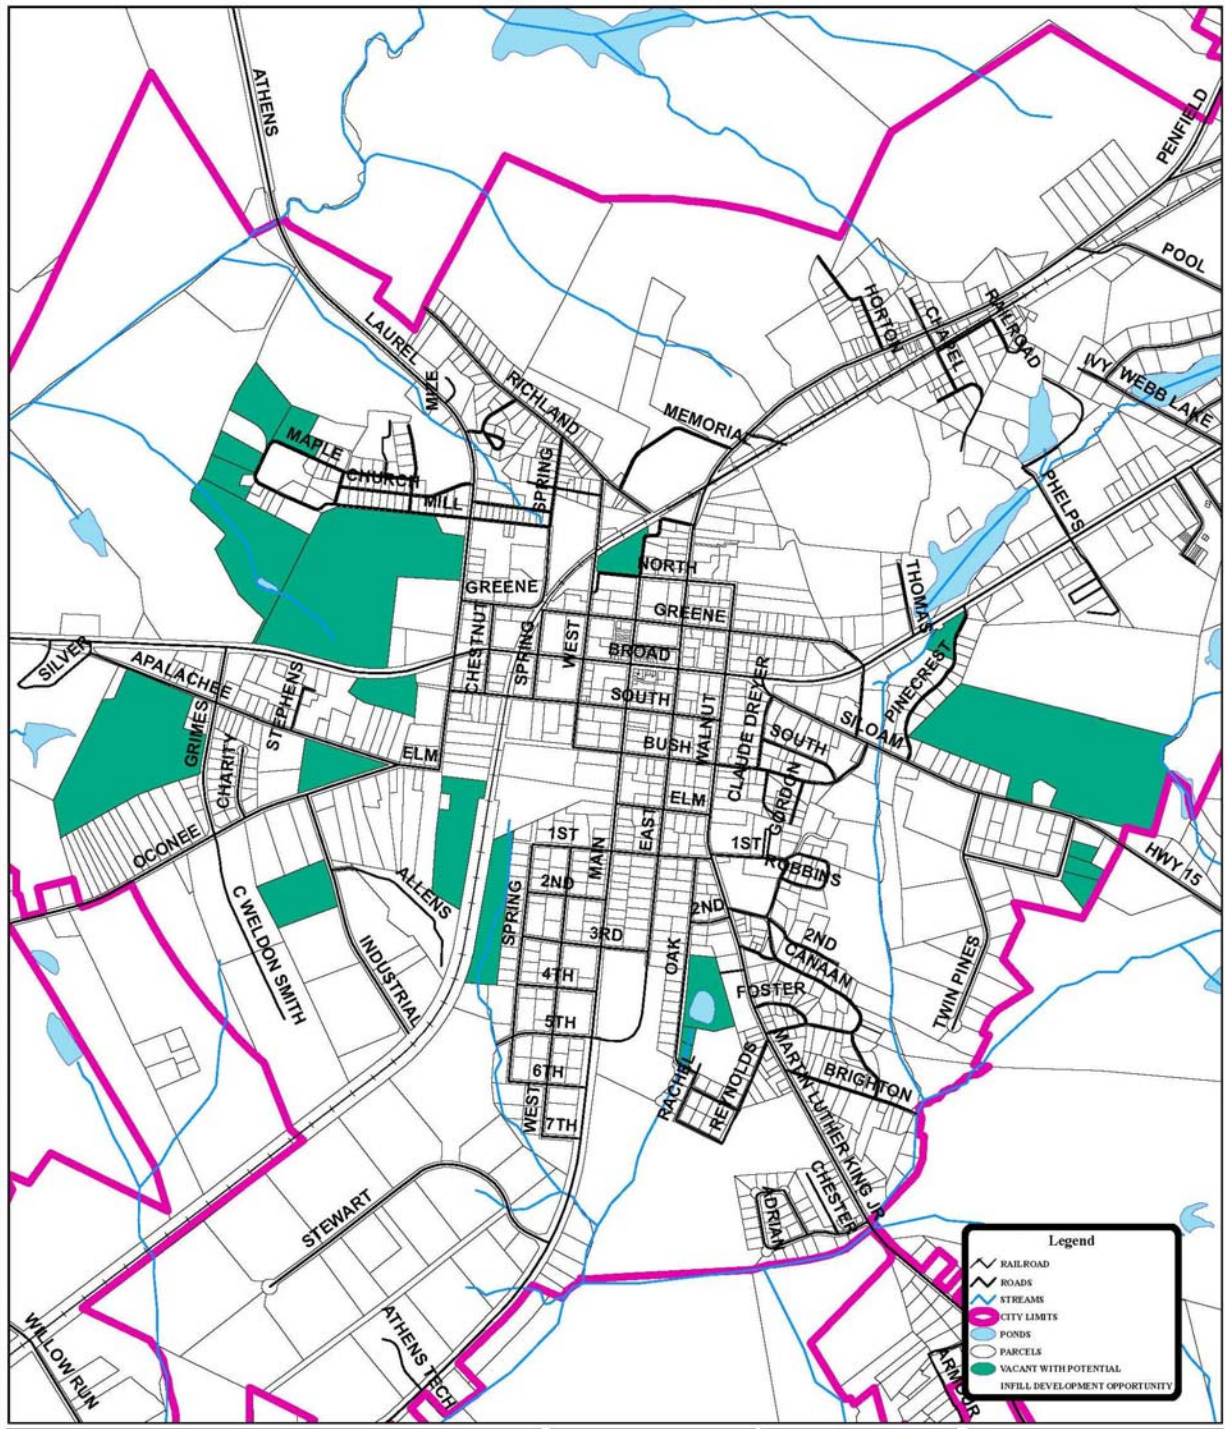 ATHENS
PENFIELD
POOL
HORTON
CHAPEL
RAILROAD
LAUREL
MIZE
RICHLAND
MEMORIAL
IVY
WEBB LAKE
MAPLE
CHURCH
MILL
SPRING
PHELPS
NORTH
THOMAS
GREENE
GREENE
CHESTNUT
SPRING
WEST
BROAD
SILVER
APALACHEE
STEPHENS
SOUTH
WALNUT
CLAUDE DREYER
PINECREST
SILOAM
GRIMES
CHARITY
ELM
BUSH
SOUTH
GORDON
ELM
OCONEE
1ST
MAIN
EAST
1ST
ROBBINS
HWY 15
ALLENS
C WELDON SMITH
INDUSTRIAL
SPRING
2ND
3RD
OAK
2ND
2ND
CANAAN
TWIN PINES
4TH
FOSTER
5TH
6TH
WEST
7TH
RACHEL
REYNOLDS
MARTIN LUTHER KING JR
BRIGHTON
STEWART
ADRIAN
CHESTER
WILLOW RUN
ATHENS TECH
ARMOUR
Legend
RAILROAD
ROADS
STREAMS
CITY LIMITS
PONDS
PARCELS
VACANT WITH POTENTIAL
INFILL DEVELOPMENT OPPORTUNITY